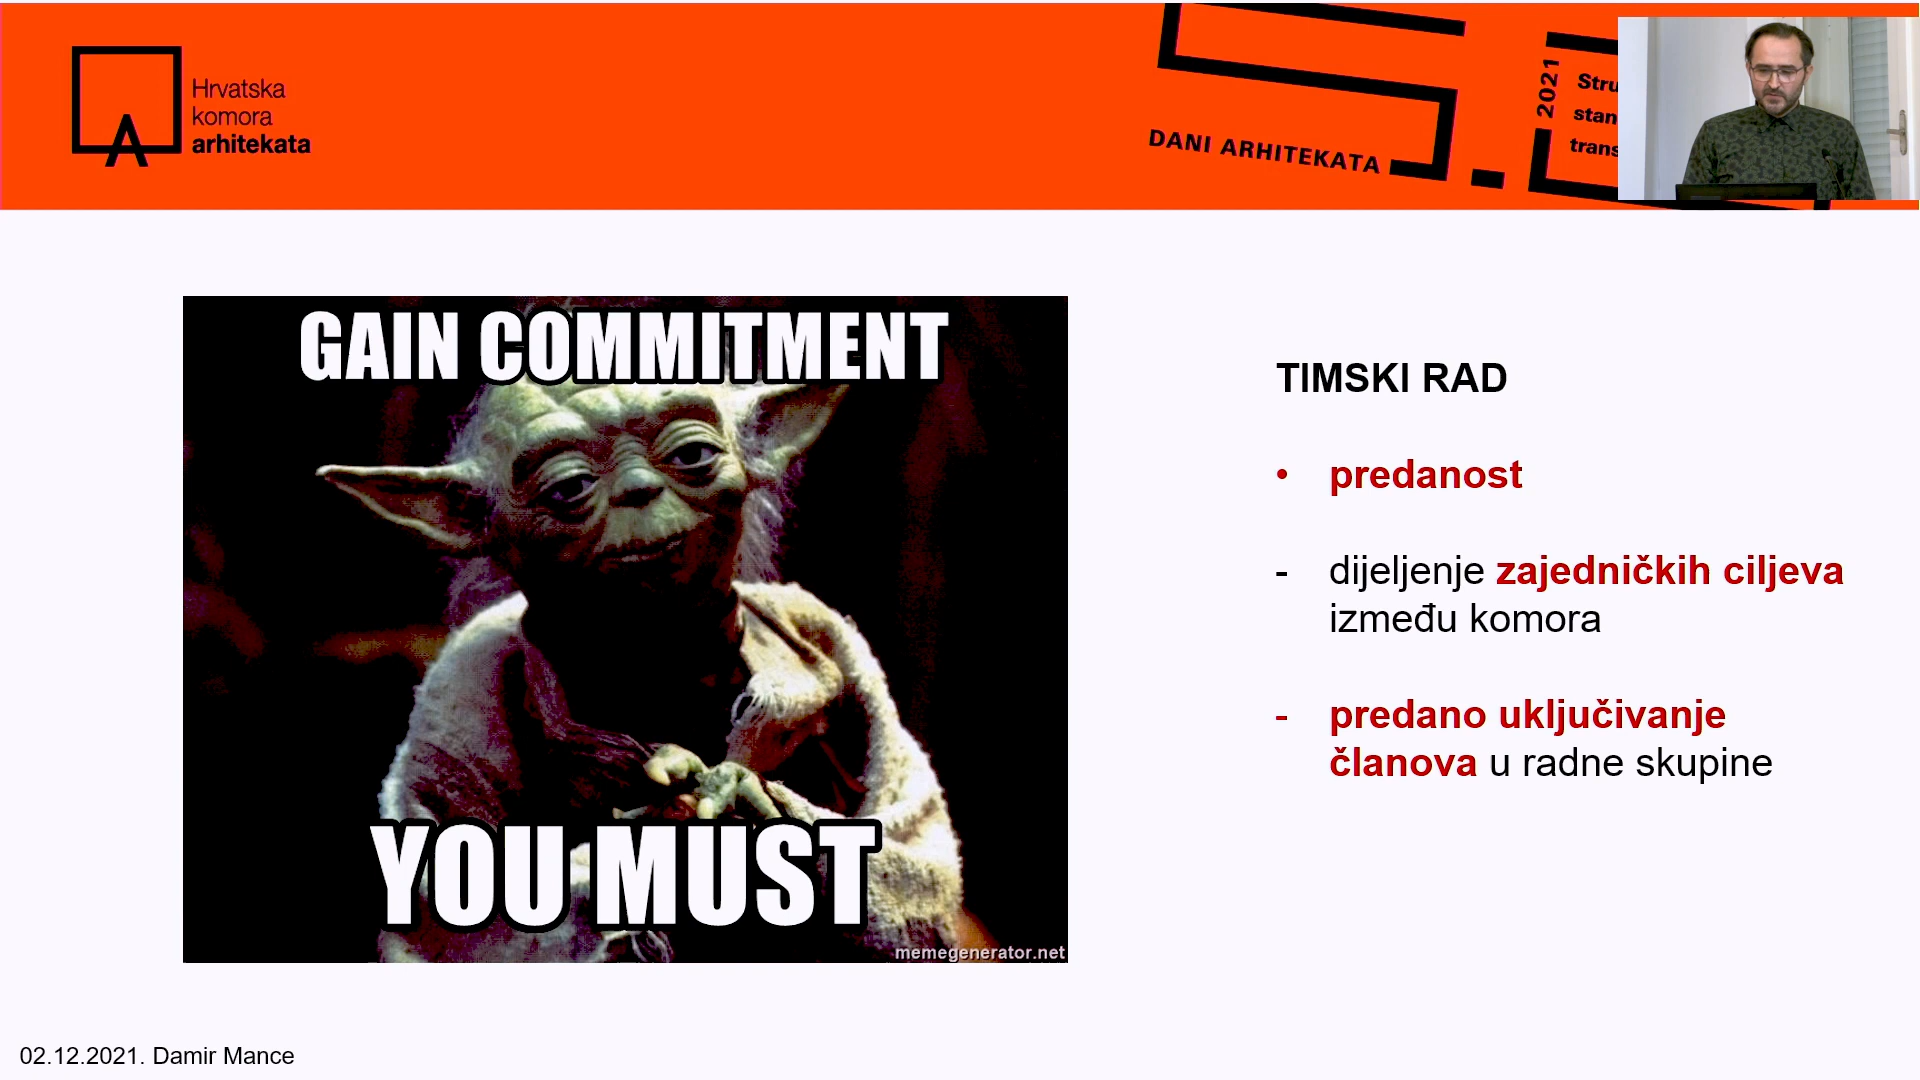 Hrvatska
komora
arhitekata
DANI ARHITEKATA
2021
GAIN COMMITMENT
YOU MUST
memegenerator.net
TIMSKI RAD
• predanost
- dijeljenje zajedničkih ciljeva
između komora
- predano uključivanje
članova u radne skupine
02.12.2021. Damir Mance